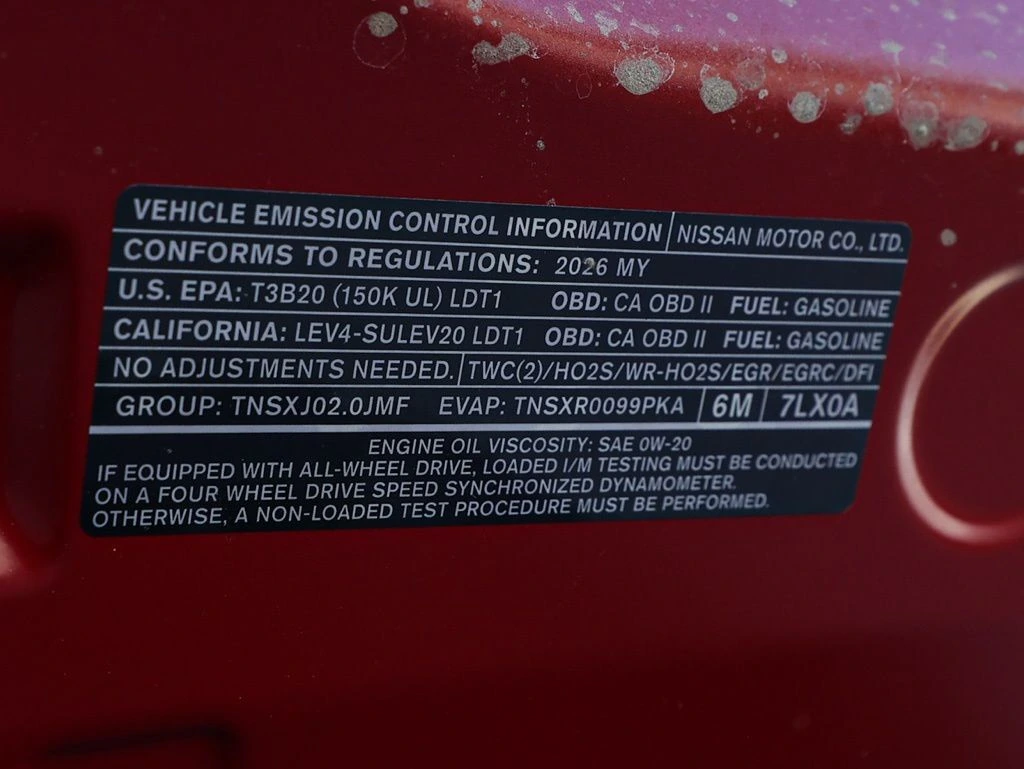 VEHICLE EMISSION CONTROL INFORMATION NISSAN MOTOR CO., LTD.
CONFORMS TO REGULATIONS: 2026 MY
U.S. EPA: T3B20 (150K UL) LDT1 OBD: CA OBD II FUEL: GASOLINE
CALIFORNIA: LEV4-SULEV20 LDT1 OBD: CA OBD II FUEL: GASOLINE
NO ADJUSTMENTS NEEDED. TWC(2)/HO2S/WR-HO2S/EGR/EGRC/DFI
GROUP: TNSXJ02.0JMF EVAP: TNSXR0099PKA 6M 7LX0A
ENGINE OIL VISCOSITY: SAE 0W-20
IF EQUIPPED WITH ALL-WHEEL DRIVE, LOADED I/M TESTING MUST BE CONDUCTED
ON A FOUR WHEEL DRIVE SPEED SYNCHRONIZED DYNAMOMETER.
OTHERWISE, A NON-LOADED TEST PROCEDURE MUST BE PERFORMED.